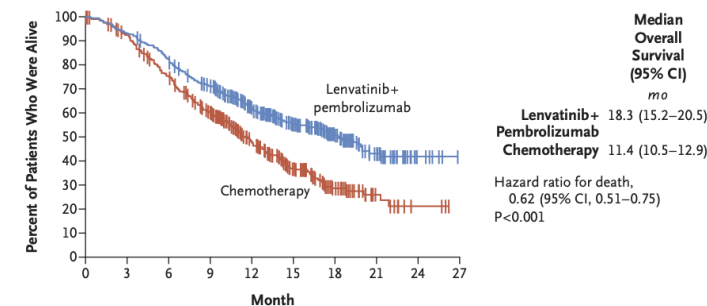 Percent of Patients Who Were Alive
100
90
80
70
60
50
40
30
20
10
0
0 3 6 9 12 15 18 21 24 27
Month
Lenvatinib+
pembrolizumab
Chemotherapy
Median
Overall
Survival
(95% CI)
mo
Lenvatinib+ 18.3 (15.2–20.5)
Pembrolizumab
Chemotherapy 11.4 (10.5–12.9)
Hazard ratio for death,
0.62 (95% CI, 0.51–0.75)
P<0.001